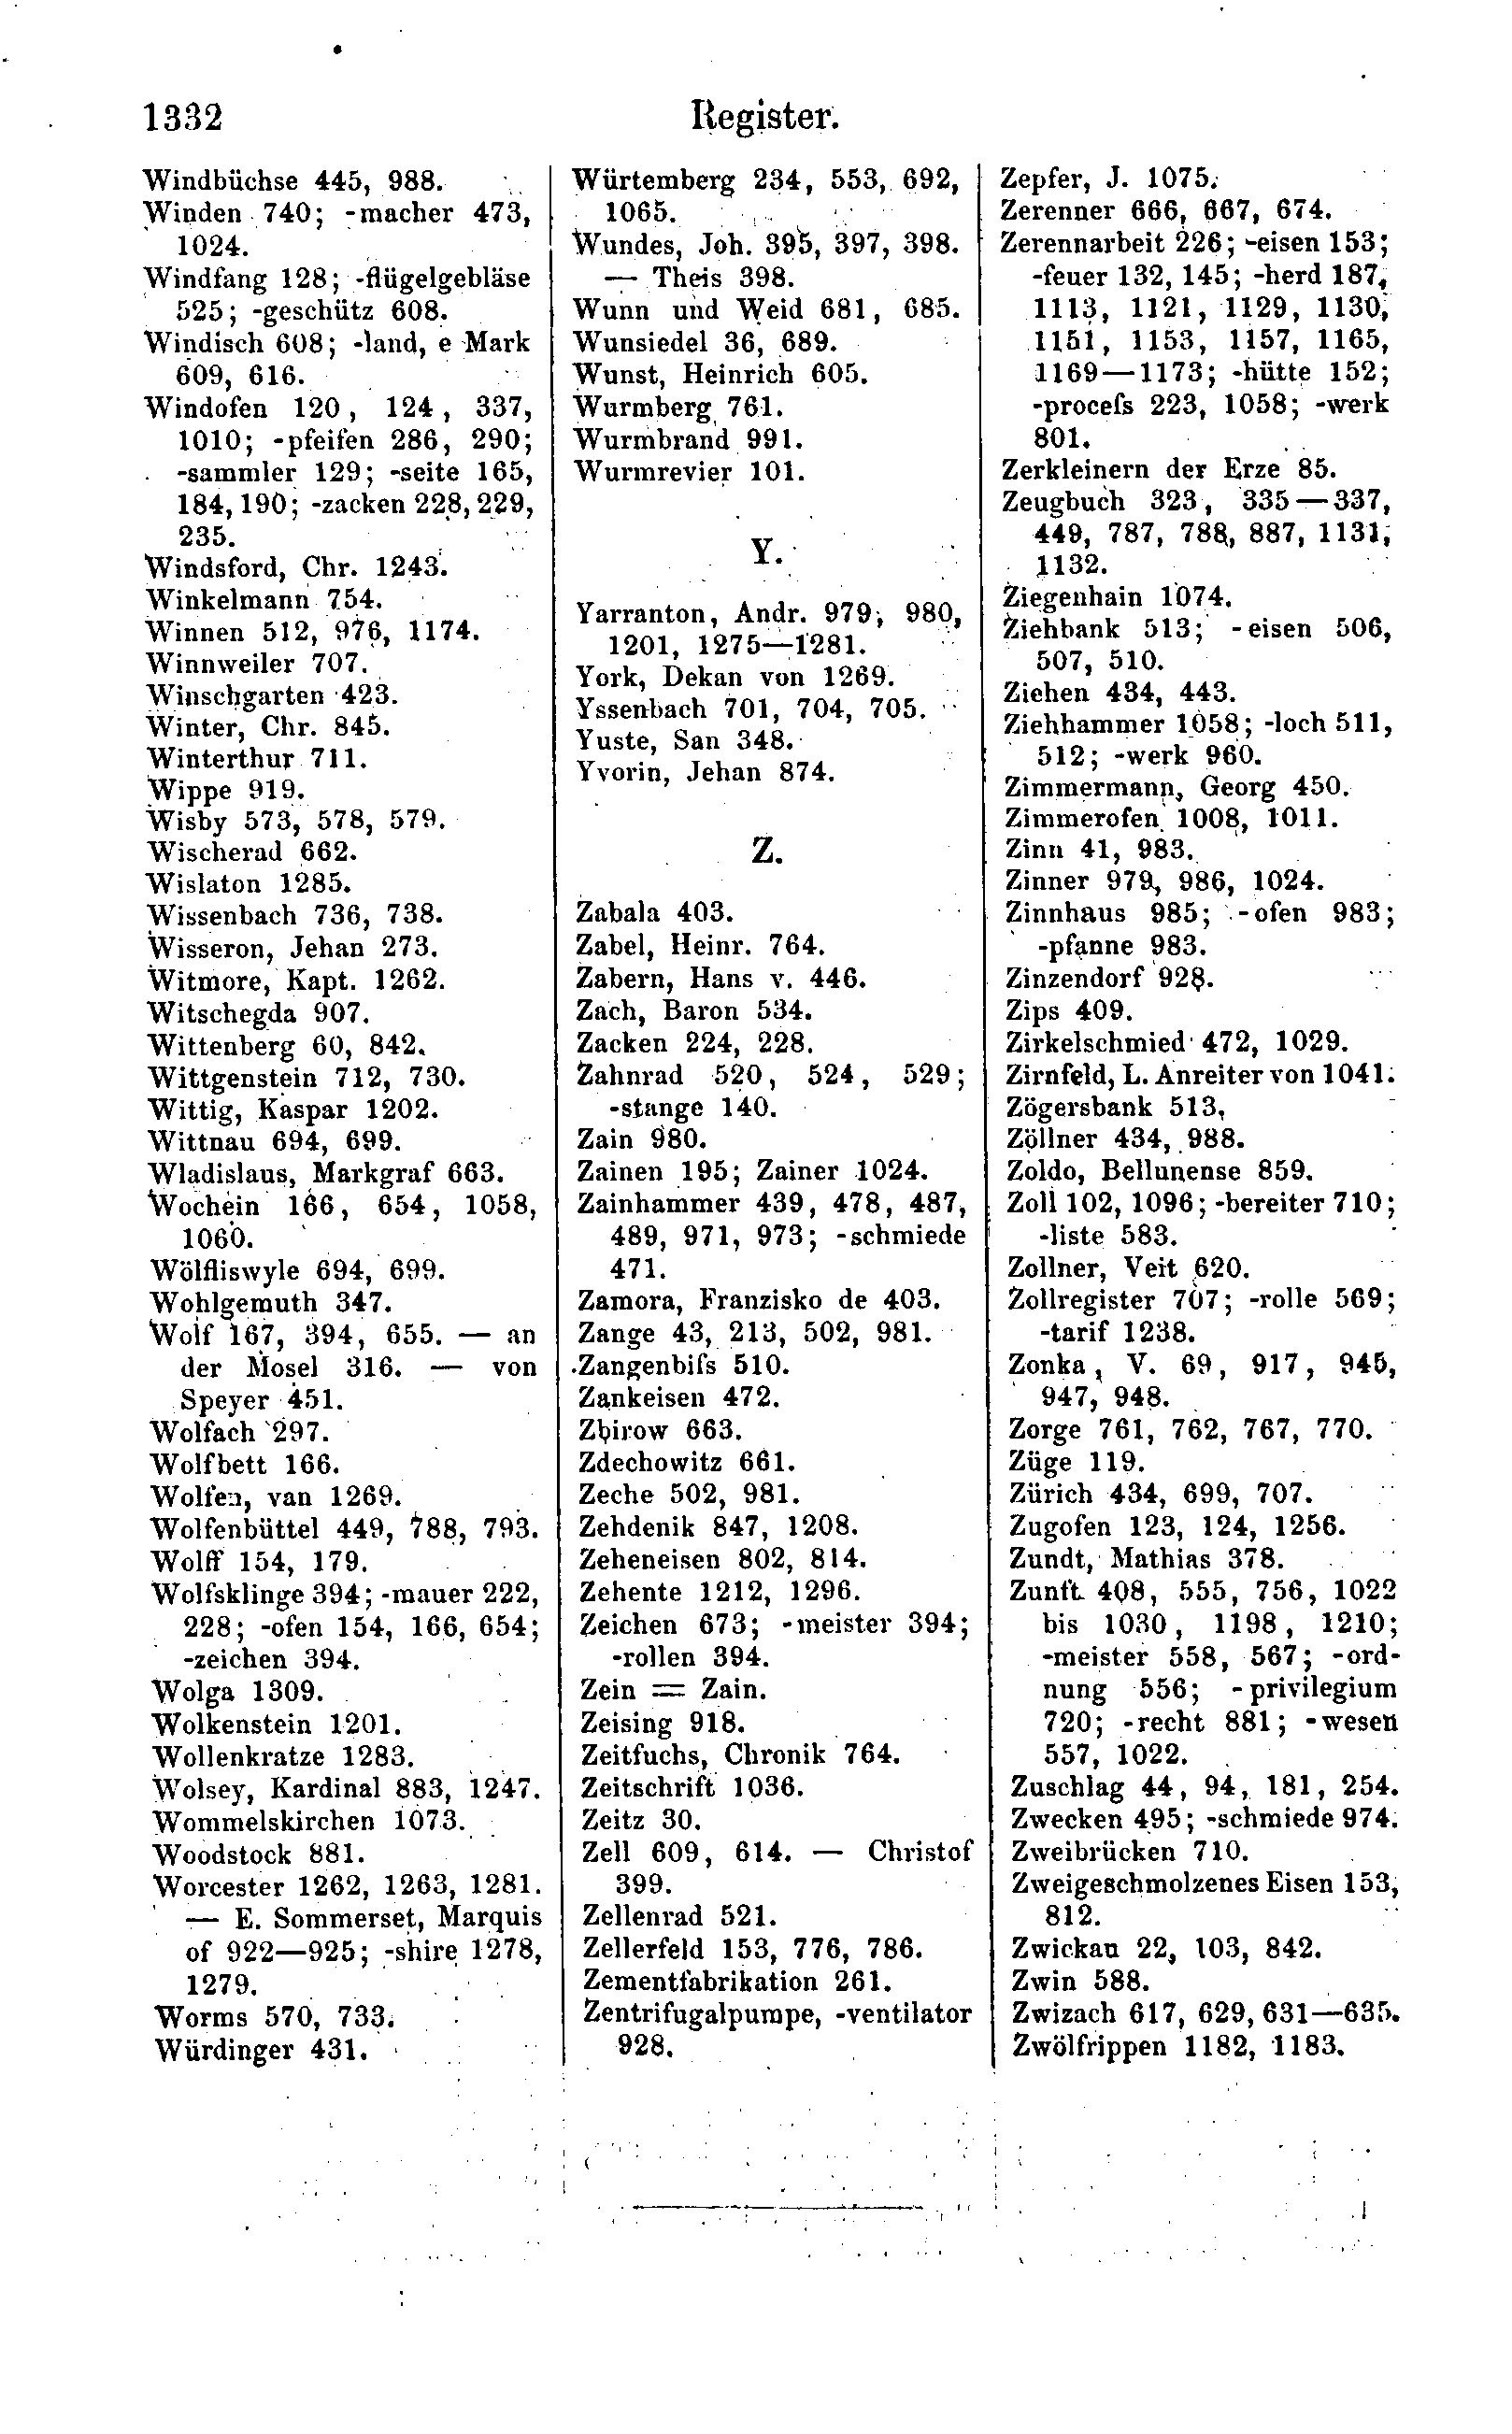 1332
Register.
Windbüchse 445, 988.
Winden 740; -macher 473,
1024.
Windfang 128; -flügelgebläse
525; -geschütz 608.
Windisch 608; -land, e Mark
609, 616.
Windofen 120, 124, 337,
1010; -pfeifen 286, 290;
-sammler 129; -seite 165,
184, 190; -zacken 228, 229,
235.
Windsford, Chr. 1243.
Winkelmann 754.
Winnen 512, 976, 1174.
Winnweiler 707.
Winschgarten 423.
Winter, Chr. 845.
Winterthur 711.
Wippe 919.
Wisby 573, 578, 579.
Wischerad 662.
Wislaton 1285.
Wissenbach 736, 738.
Wisseron, Jehan 273.
Witmore, Kapt. 1262.
Witschegda 907.
Wittenberg 60, 842.
Wittgenstein 712, 730.
Wittig, Kaspar 1202.
Wittnau 694, 699.
Wladislaus, Markgraf 663.
Wochein 166, 654, 1058,
1060.
Wölfliswyle 694, 699.
Wohlgemuth 347.
Wolf 167, 394, 655. — an
der Mosel 316. — von
Speyer 451.
Wolfach 297.
Wolfbett 166.
Wolfen, van 1269.
Wolfenbüttel 449, 788, 793.
Wolff 154, 179.
Wolfsklinge 394; -mauer 222,
228; -ofen 154, 166, 654;
-zeichen 394.
Wolga 1309.
Wolkenstein 1201.
Wollenkratze 1283.
Wolsey, Kardinal 883, 1247.
Wommelskirchen 1073.
Woodstock 881.
Worcester 1262, 1263, 1281.
— E. Sommerset, Marquis
of 922—925; -shire 1278,
1279.
Worms 570, 733.
Würdinger 431.
Würtemberg 234, 553, 692,
1065.
Wundes, Joh. 395, 397, 398.
— Theis 398.
Wunn und Weid 681, 685.
Wunsiedel 36, 689.
Wunst, Heinrich 605.
Wurmberg 761.
Wurmbrand 991.
Wurmrevier 101.
Y.
Yarranton, Andr. 979, 980,
1201, 1275—1281.
York, Dekan von 1269.
Yssenbach 701, 704, 705.
Yuste, San 348.
Yvorin, Jehan 874.
Z.
Zabala 403.
Zabel, Heinr. 764.
Zabern, Hans v. 446.
Zach, Baron 534.
Zacken 224, 228.
Zahnrad 520, 524, 529;
-stange 140.
Zain 980.
Zainen 195; Zainer 1024.
Zainhammer 439, 478, 487,
489, 971, 973; -schmiede
471.
Zamora, Franzisko de 403.
Zange 43, 213, 502, 981.
Zangenbiſs 510.
Zankeisen 472.
Zbirow 663.
Zdechowitz 661.
Zeche 502, 981.
Zehdenik 847, 1208.
Zeheneisen 802, 814.
Zehente 1212, 1296.
Zeichen 673; -meister 394;
-rollen 394.
Zein = Zain.
Zeising 918.
Zeitfuchs, Chronik 764.
Zeitschrift 1036.
Zeitz 30.
Zell 609, 614. — Christof
399.
Zellenrad 521.
Zellerfeld 153, 776, 786.
Zementfabrikation 261.
Zentrifugalpumpe, -ventilator
928.
Zepfer, J. 1075.
Zerenner 666, 667, 674.
Zerennarbeit 226; -eisen 153;
-feuer 132, 145; -herd 187,
1113, 1121, 1129, 1130,
1151, 1153, 1157, 1165,
1169—1173; -hütte 152;
-proceſs 223, 1058; -werk
801.
Zerkleinern der Erze 85.
Zeugbuch 323, 335—337,
449, 787, 788, 887, 1131,
1132.
Ziegenhain 1074.
Ziehbank 513; -eisen 506,
507, 510.
Ziehen 434, 443.
Ziehhammer 1058; -loch 511,
512; -werk 960.
Zimmermann, Georg 450.
Zimmerofen 1008, 1011.
Zinn 41, 983.
Zinner 979, 986, 1024.
Zinnhaus 985; -ofen 983;
-pfanne 983.
Zinzendorf 928.
Zips 409.
Zirkelschmied 472, 1029.
Zirnfeld, L. Anreiter von 1041.
Zögersbank 513.
Zöllner 434, 988.
Zoldo, Bellunense 859.
Zoll 102, 1096; -bereiter 710;
-liste 583.
Zollner, Veit 620.
Zollregister 707; -rolle 569;
-tarif 1238.
Zonka, V. 69, 917, 945,
947, 948.
Zorge 761, 762, 767, 770.
Züge 119.
Zürich 434, 699, 707.
Zugofen 123, 124, 1256.
Zundt, Mathias 378.
Zunft 408, 555, 756, 1022
bis 1030, 1198, 1210;
-meister 558, 567; -ord-
nung 556; -privilegium
720; -recht 881; -wesen
557, 1022.
Zuschlag 44, 94, 181, 254.
Zwecken 495; -schmiede 974.
Zweibrücken 710.
Zweigeschmolzenes Eisen 153,
812.
Zwickau 22, 103, 842.
Zwin 588.
Zwizach 617, 629, 631—635.
Zwölfrippen 1182, 1183.